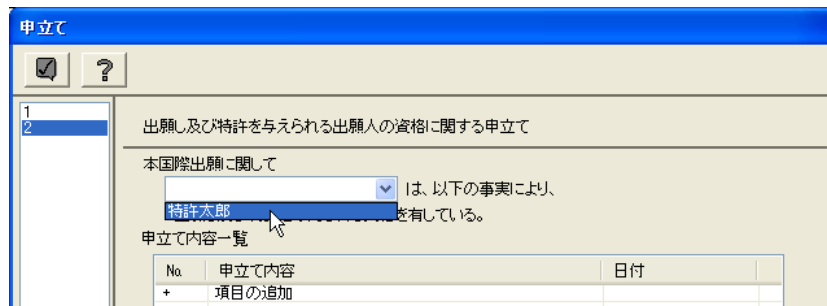 申立て
?
1
2
出願し及び特許を与えられる出願人の資格に関する申立て
本国際出願に関して
は、以下の事実により、
特許太郎
を有している。
申立て内容一覧
No. 申立て内容 日付
+ 項目の追加